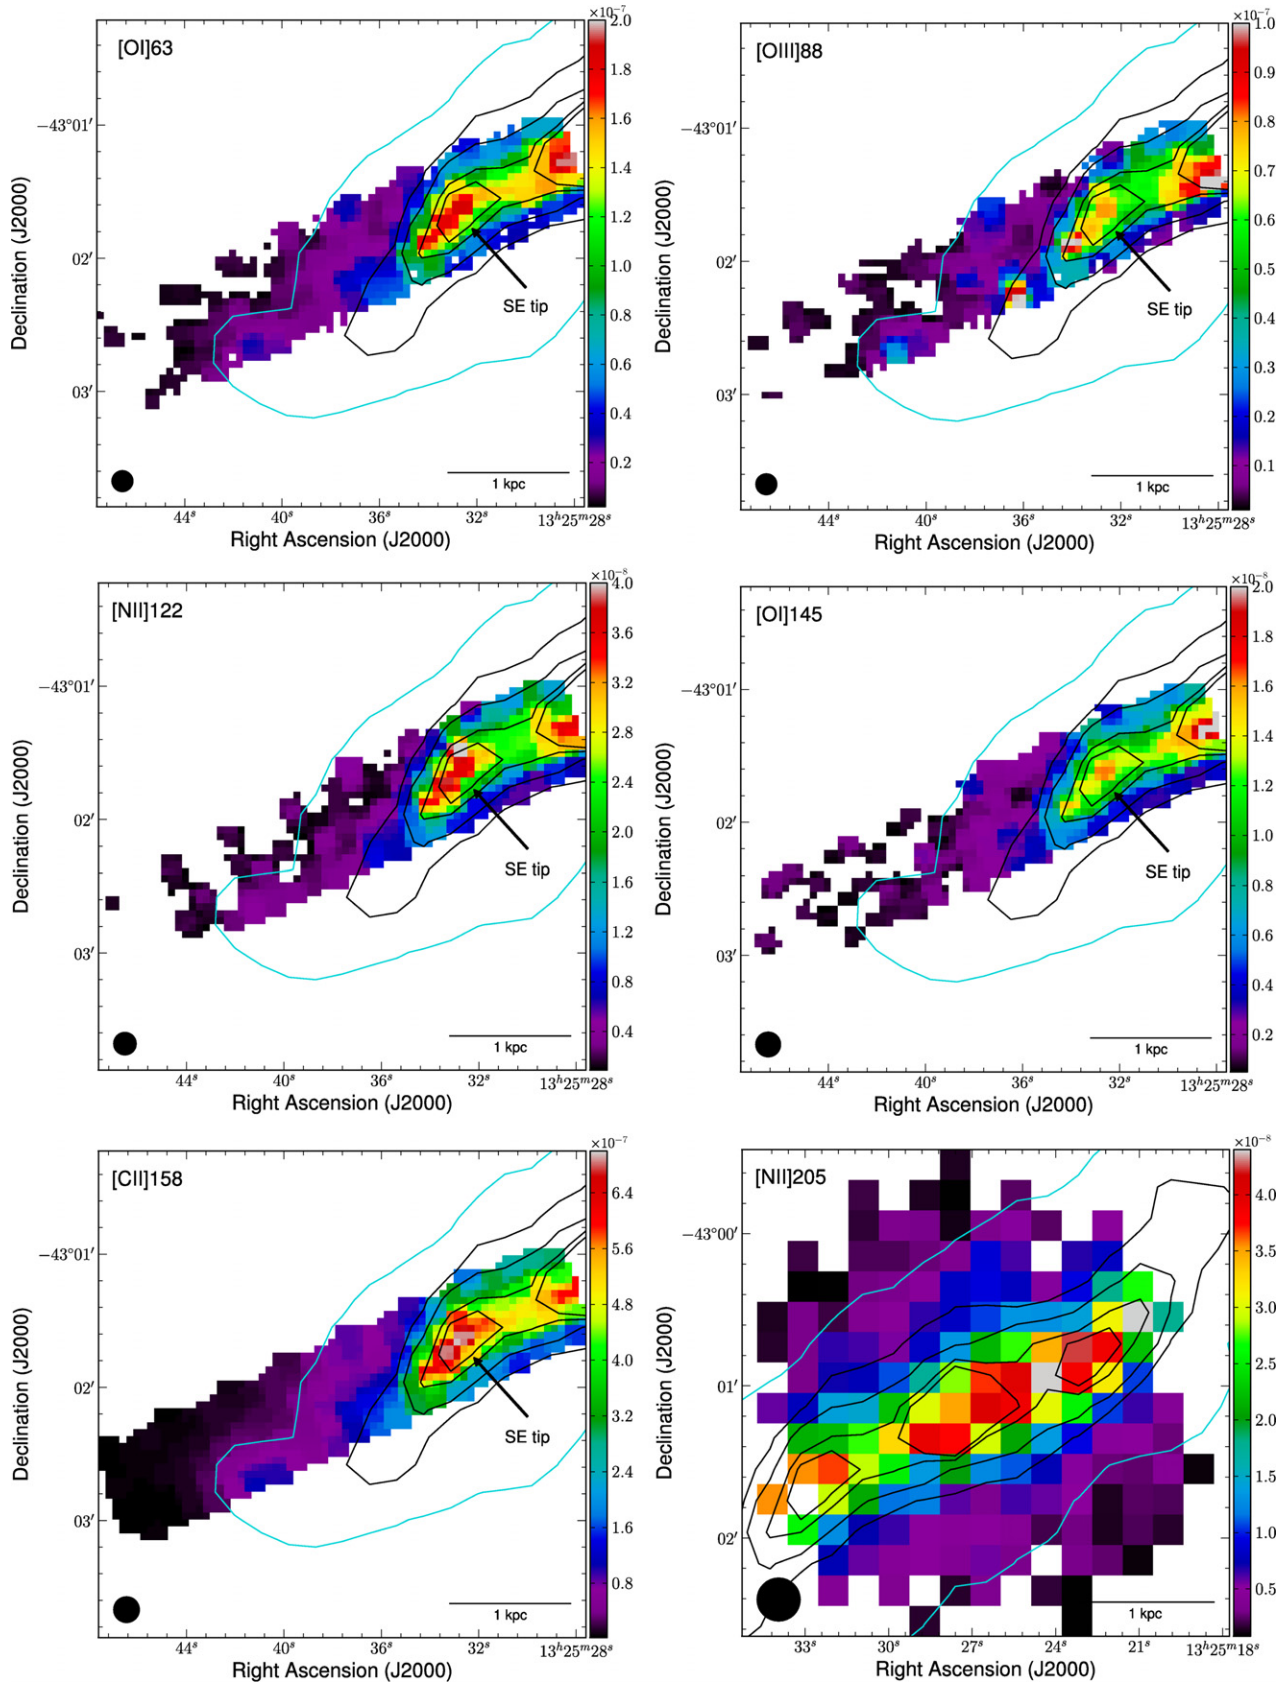 [OI]63
×10⁻⁷
2.0
1.8
1.6
1.4
1.2
1.0
0.8
0.6
0.4
0.2
−43°01′
02′
03′
Declination (J2000)
SE tip
1 kpc
44ˢ 40ˢ 36ˢ 32ˢ 13ʰ25ᵐ28ˢ
Right Ascension (J2000)
[OIII]88
×10⁻⁷
1.0
0.9
0.8
0.7
0.6
0.5
0.4
0.3
0.2
0.1
−43°01′
02′
03′
Declination (J2000)
SE tip
1 kpc
44ˢ 40ˢ 36ˢ 32ˢ 13ʰ25ᵐ28ˢ
Right Ascension (J2000)
[NII]122
×10⁻⁸
4.0
3.6
3.2
2.8
2.4
2.0
1.6
1.2
0.8
0.4
−43°01′
02′
03′
Declination (J2000)
SE tip
1 kpc
44ˢ 40ˢ 36ˢ 32ˢ 13ʰ25ᵐ28ˢ
Right Ascension (J2000)
[OI]145
×10⁻⁸
2.0
1.8
1.6
1.4
1.2
1.0
0.8
0.6
0.4
0.2
−43°01′
02′
03′
Declination (J2000)
SE tip
1 kpc
44ˢ 40ˢ 36ˢ 32ˢ 13ʰ25ᵐ28ˢ
Right Ascension (J2000)
[CII]158
×10⁻⁷
6.4
5.6
4.8
4.0
3.2
2.4
1.6
0.8
−43°01′
02′
03′
Declination (J2000)
SE tip
1 kpc
44ˢ 40ˢ 36ˢ 32ˢ 13ʰ25ᵐ28ˢ
Right Ascension (J2000)
[NII]205
×10⁻⁸
4.0
3.5
3.0
2.5
2.0
1.5
1.0
0.5
−43°00′
01′
02′
Declination (J2000)
1 kpc
33ˢ 30ˢ 27ˢ 24ˢ 21ˢ 13ʰ25ᵐ18ˢ
Right Ascension (J2000)